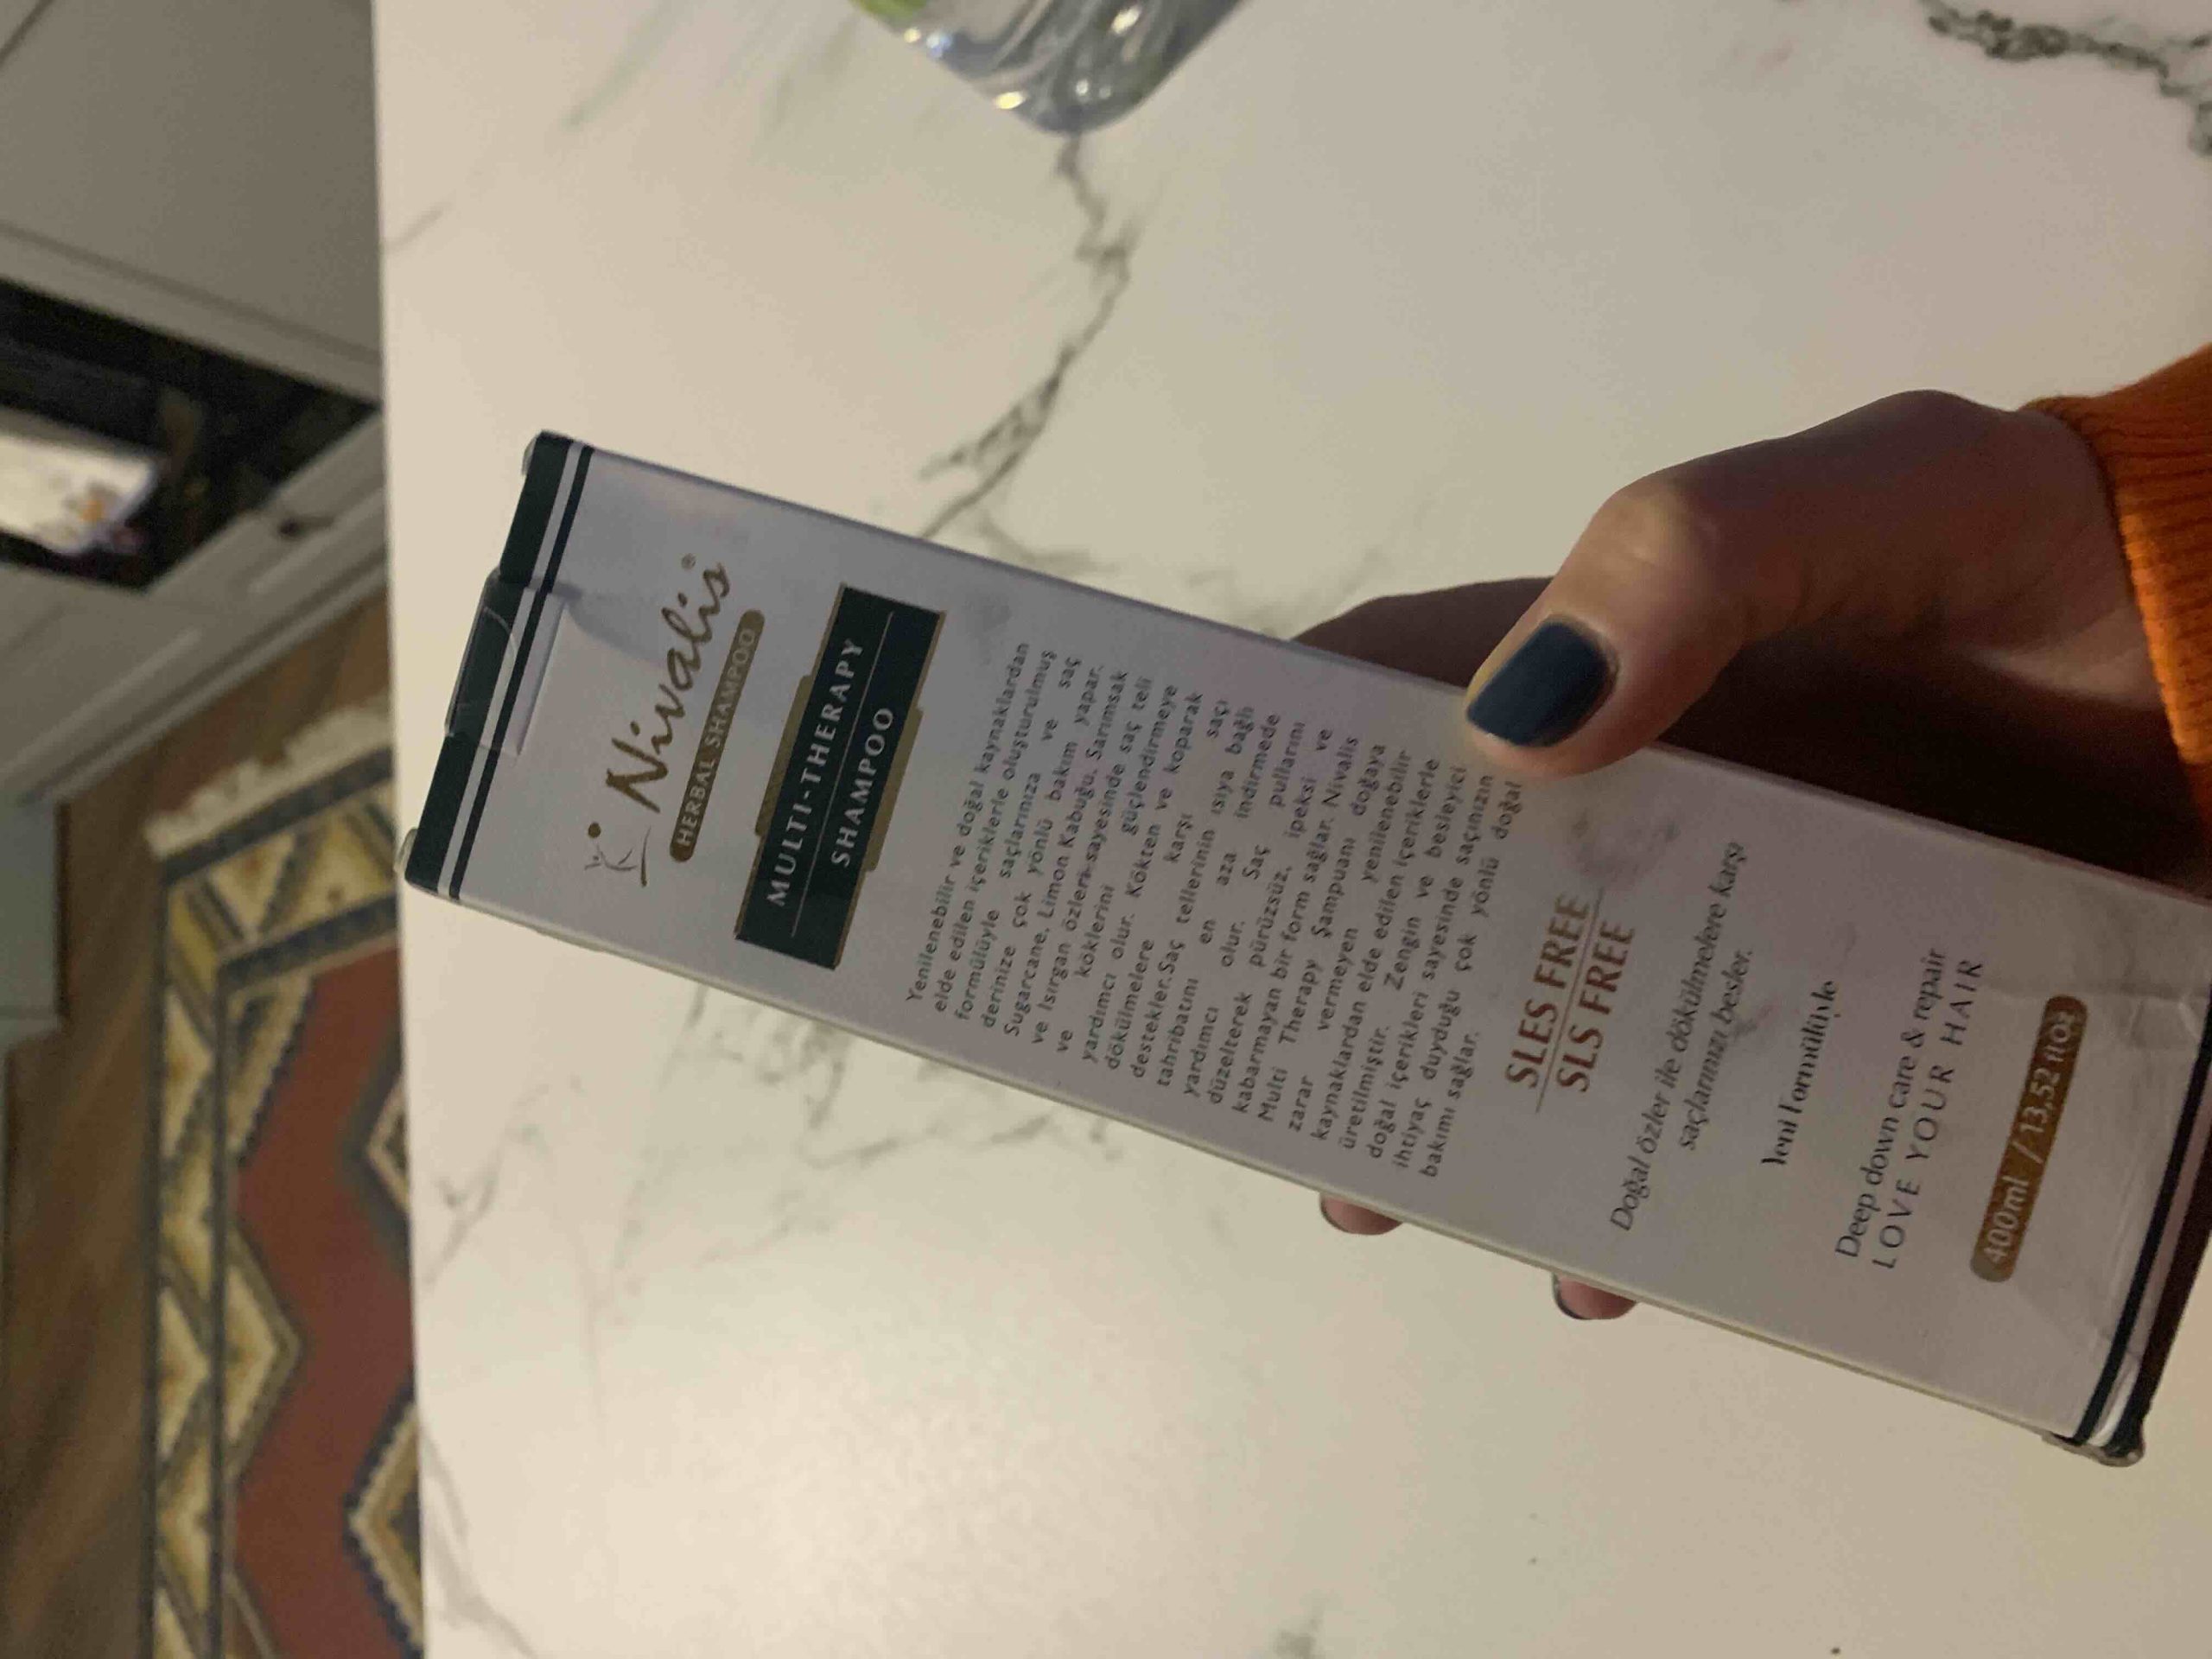 Nivalis®
HERBAL SHAMPOO
MULTI-THERAPY
SHAMPOO
Yenilenebilir ve doğal kaynaklardan
elde edilen içeriklerle oluşturulmuş
formülüyle saçlarınıza ve saç
derinize çok yönlü bakım yapar.
Sugarcane, Limon Kabuğu, Sarımsak
ve Isırgan özleri sayesinde saç teli
ve köklerini güçlendirmeye
yardımcı olur. Kökten ve koparak
dökülmelere karşı saçı
destekler.Saç tellerinin ısıya bağlı
tahribatını en aza indirmede
yardımcı olur. Saç pullarını
düzelterek pürüzsüz, ipeksi ve
kabarmayan bir form sağlar. Nivalis
Multi Therapy Şampuanı doğaya
zarar vermeyen yenilenebilir
kaynaklardan elde edilen içeriklerle
üretilmiştir. Zengin ve besleyici
doğal içerikleri sayesinde saçınızın
ihtiyaç duyduğu çok yönlü doğal
bakımı sağlar.
SLES FREE
SLS FREE
Doğal özler ile dökülmelere karşı
saçlarınızı besler.
Yeni Formülüyle
Deep down care & repair
LOVE YOUR HAIR
400ml / 13,52 flOz